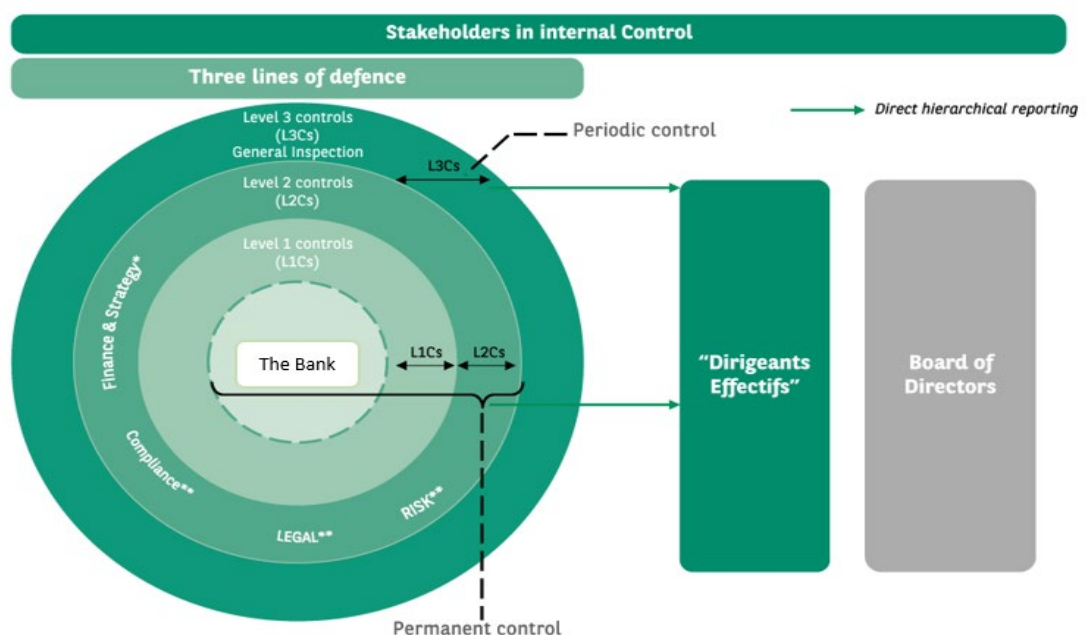 Stakeholders in internal Control
Three lines of defence
Direct hierarchical reporting
Level 3 controls
(L3Cs)
General Inspection
Periodic control
L3Cs
Level 2 controls
(L2Cs)
Level 1 controls
(L1Cs)
Finance & Strategy*
L1Cs
L2Cs
The Bank
"Dirigeants
Effectifs"
Board of
Directors
Compliance**
RISK**
LEGAL**
Permanent control